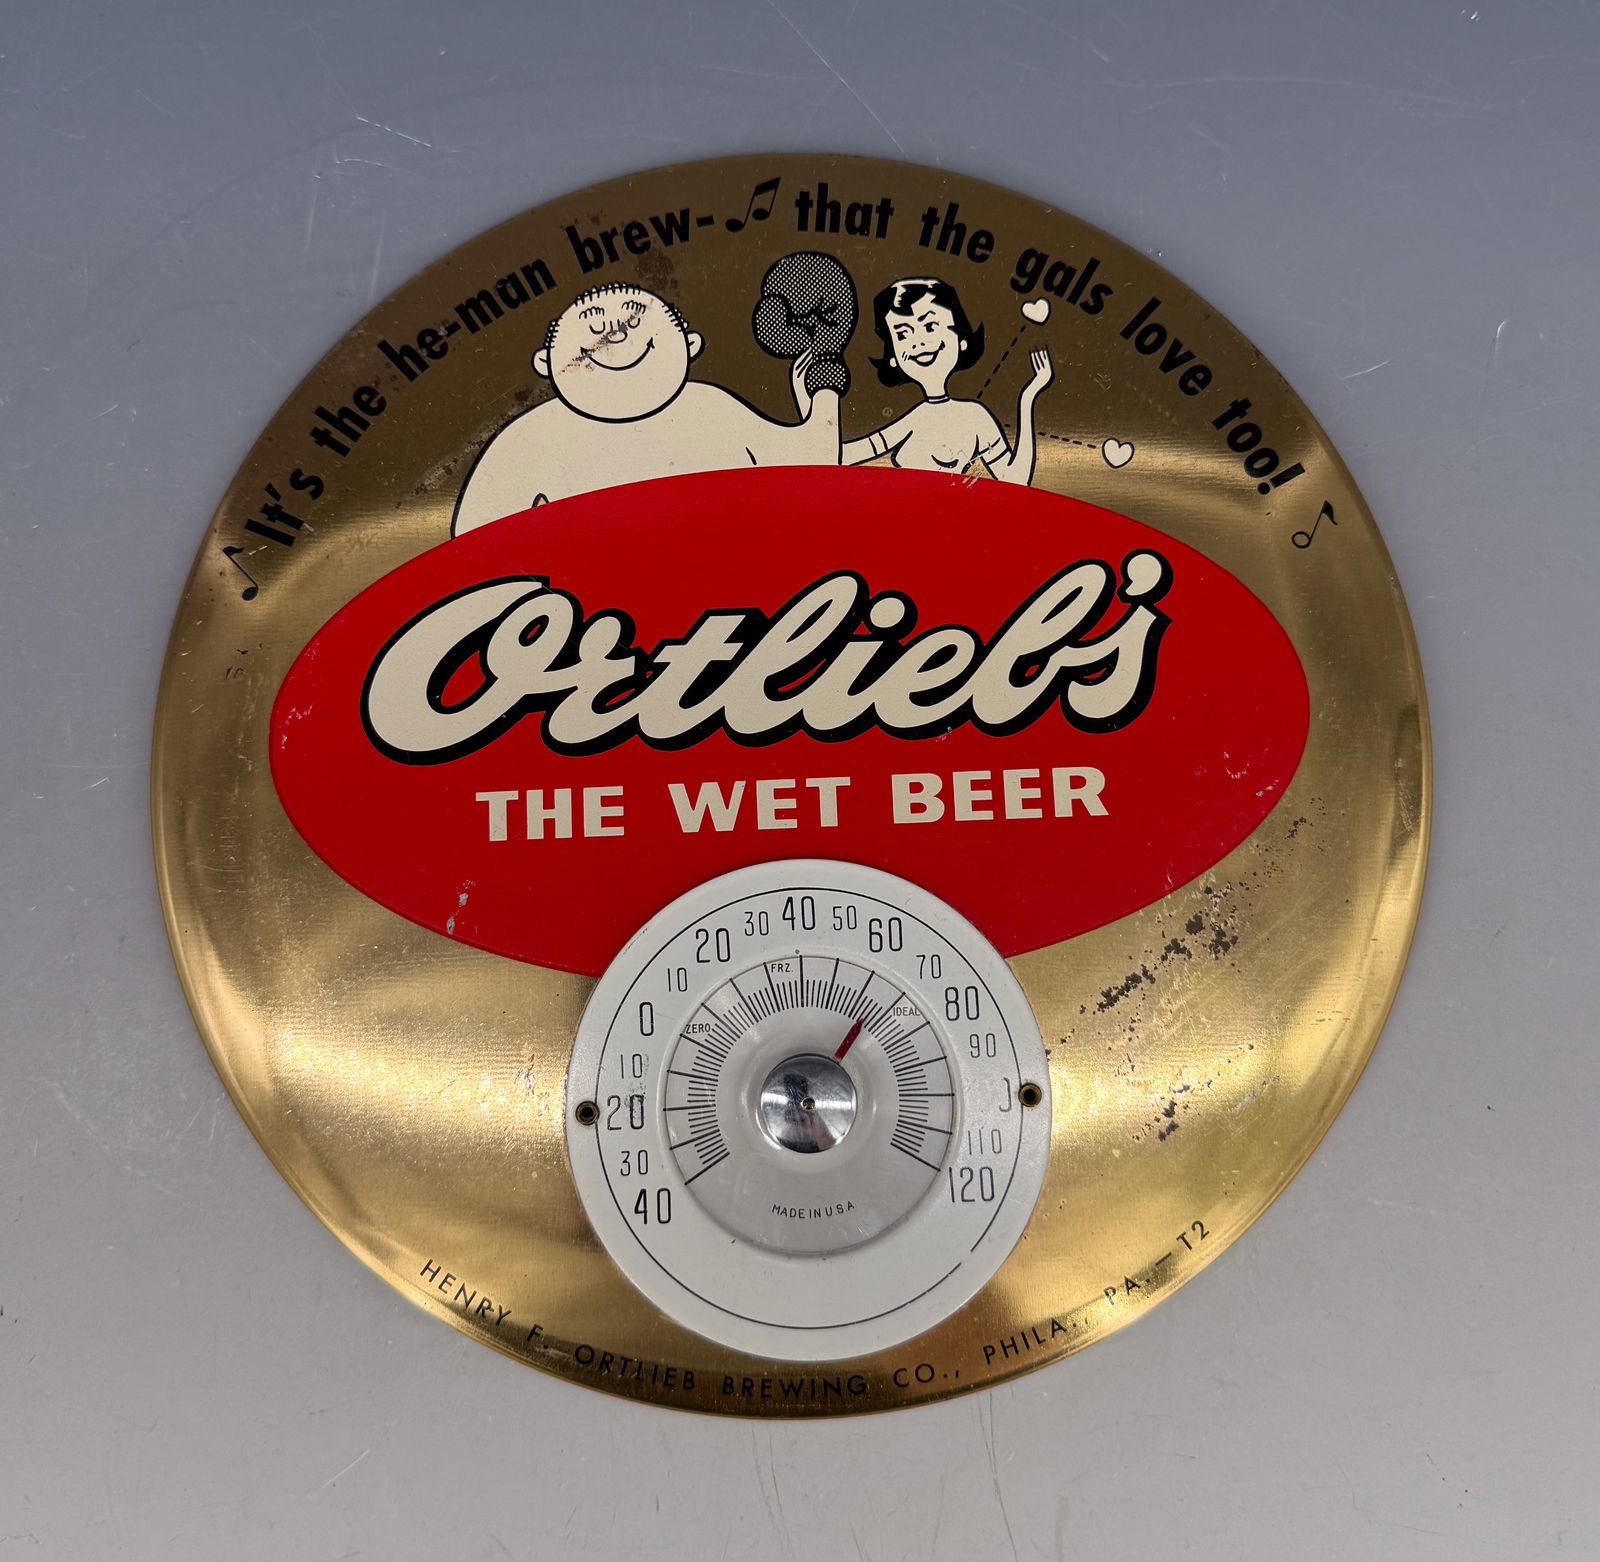 It's the he-man brew- that the gals love too!
Ortlieb's
THE WET BEER
40 30 20 10 0 10 20 30 40 50 60 70 80 90 110 120
ZERO FRZ. IDEAL
MADE IN USA
HENRY F. ORTLIEB BREWING CO., PHILA., PA.—T2